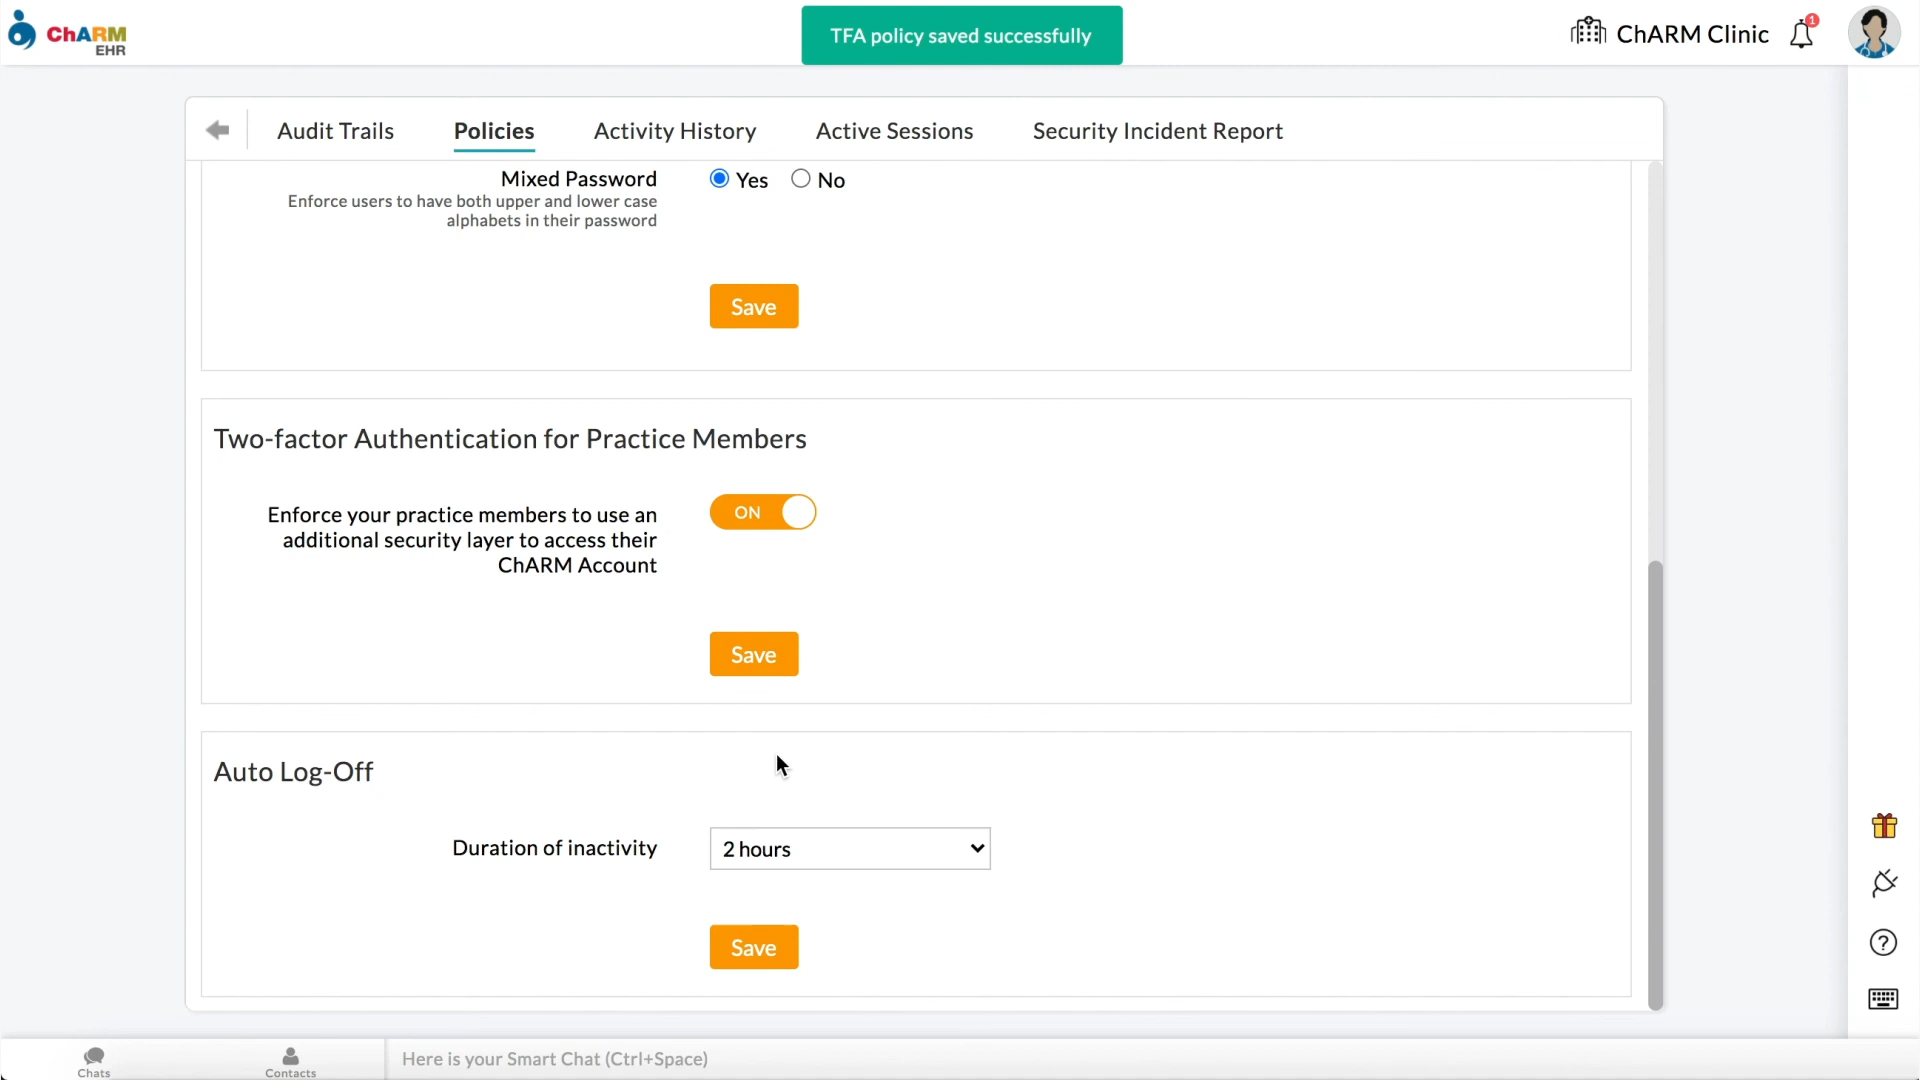 ChARM
EHR
TFA policy saved successfully
ChARM Clinic
1
Audit Trails
Policies
Activity History
Active Sessions
Security Incident Report
Mixed Password
Yes
No
Enforce users to have both upper and lower case
alphabets in their password
Save
Two-factor Authentication for Practice Members
Enforce your practice members to use an
additional security layer to access their
ChARM Account
ON
Save
Auto Log-Off
Duration of inactivity
2 hours
Save
?
Chats
Contacts
Here is your Smart Chat (Ctrl+Space)